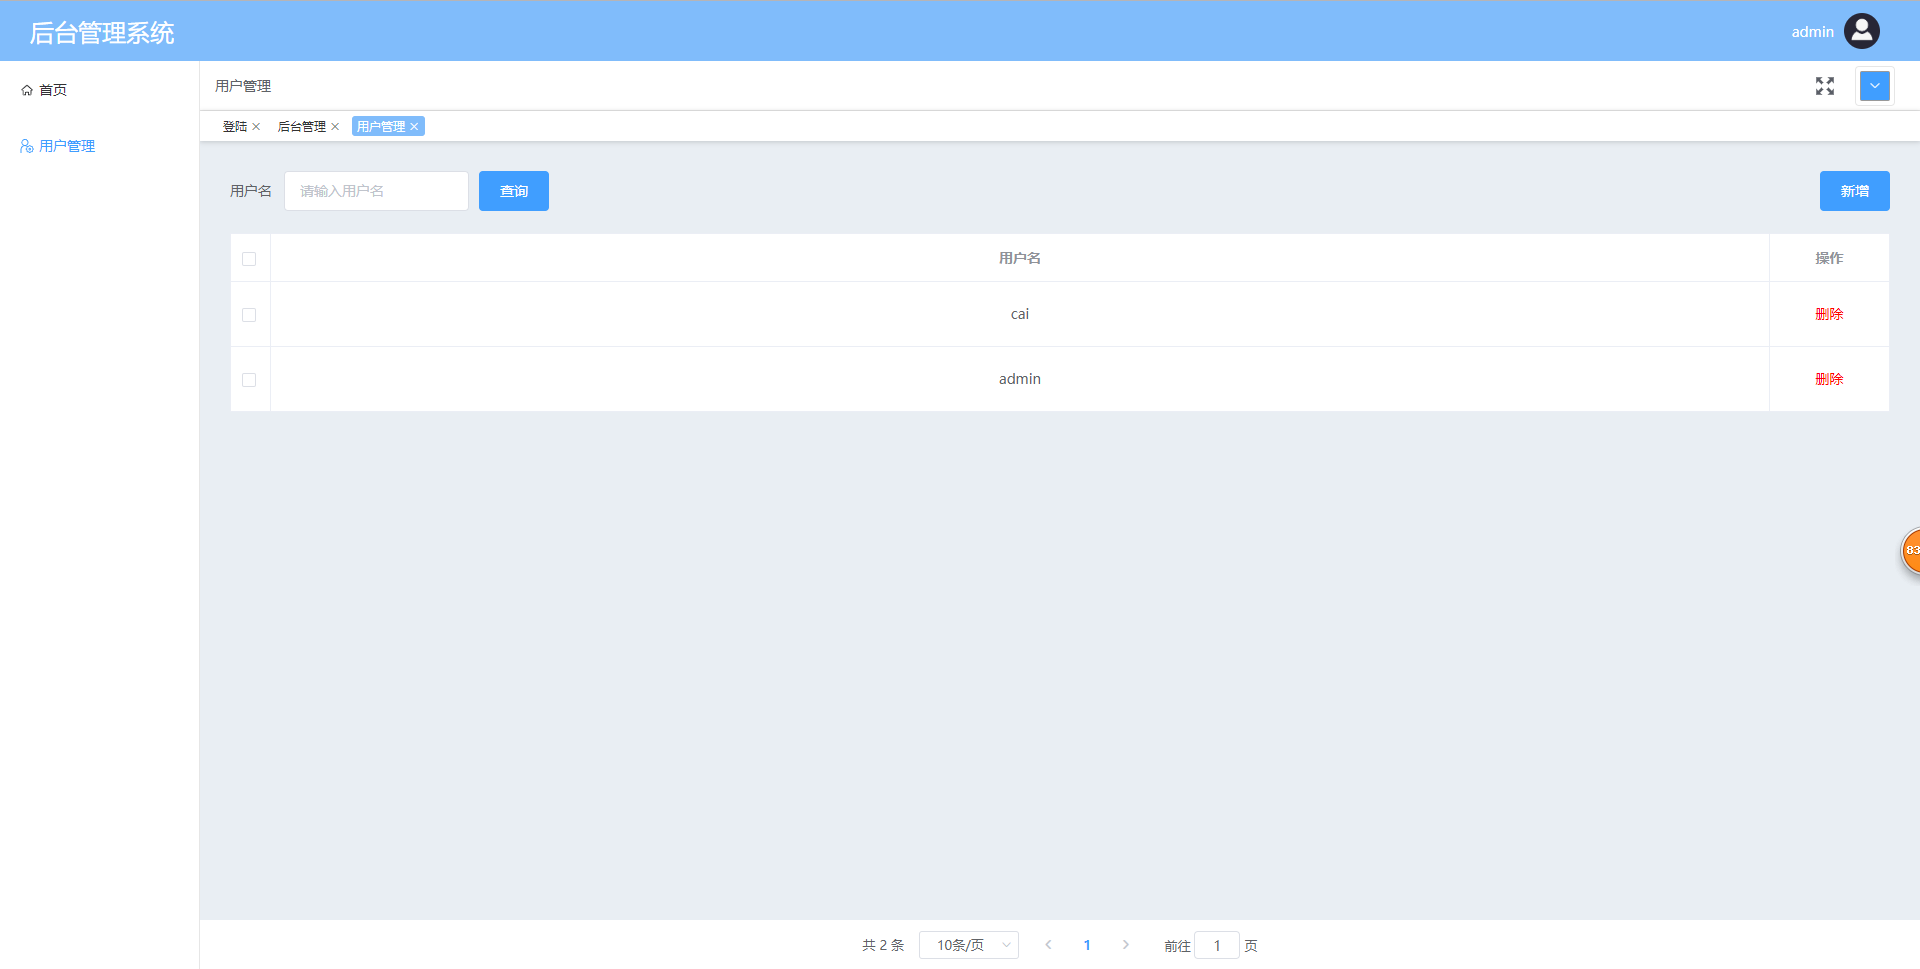 后台管理系统
admin
首页
用户管理
用户管理
登陆
后台管理
用户管理
用户名
请输入用户名
查询
新增
用户名
操作
cai
删除
admin
删除
83
共 2 条
10条/页
1
前往
1
页